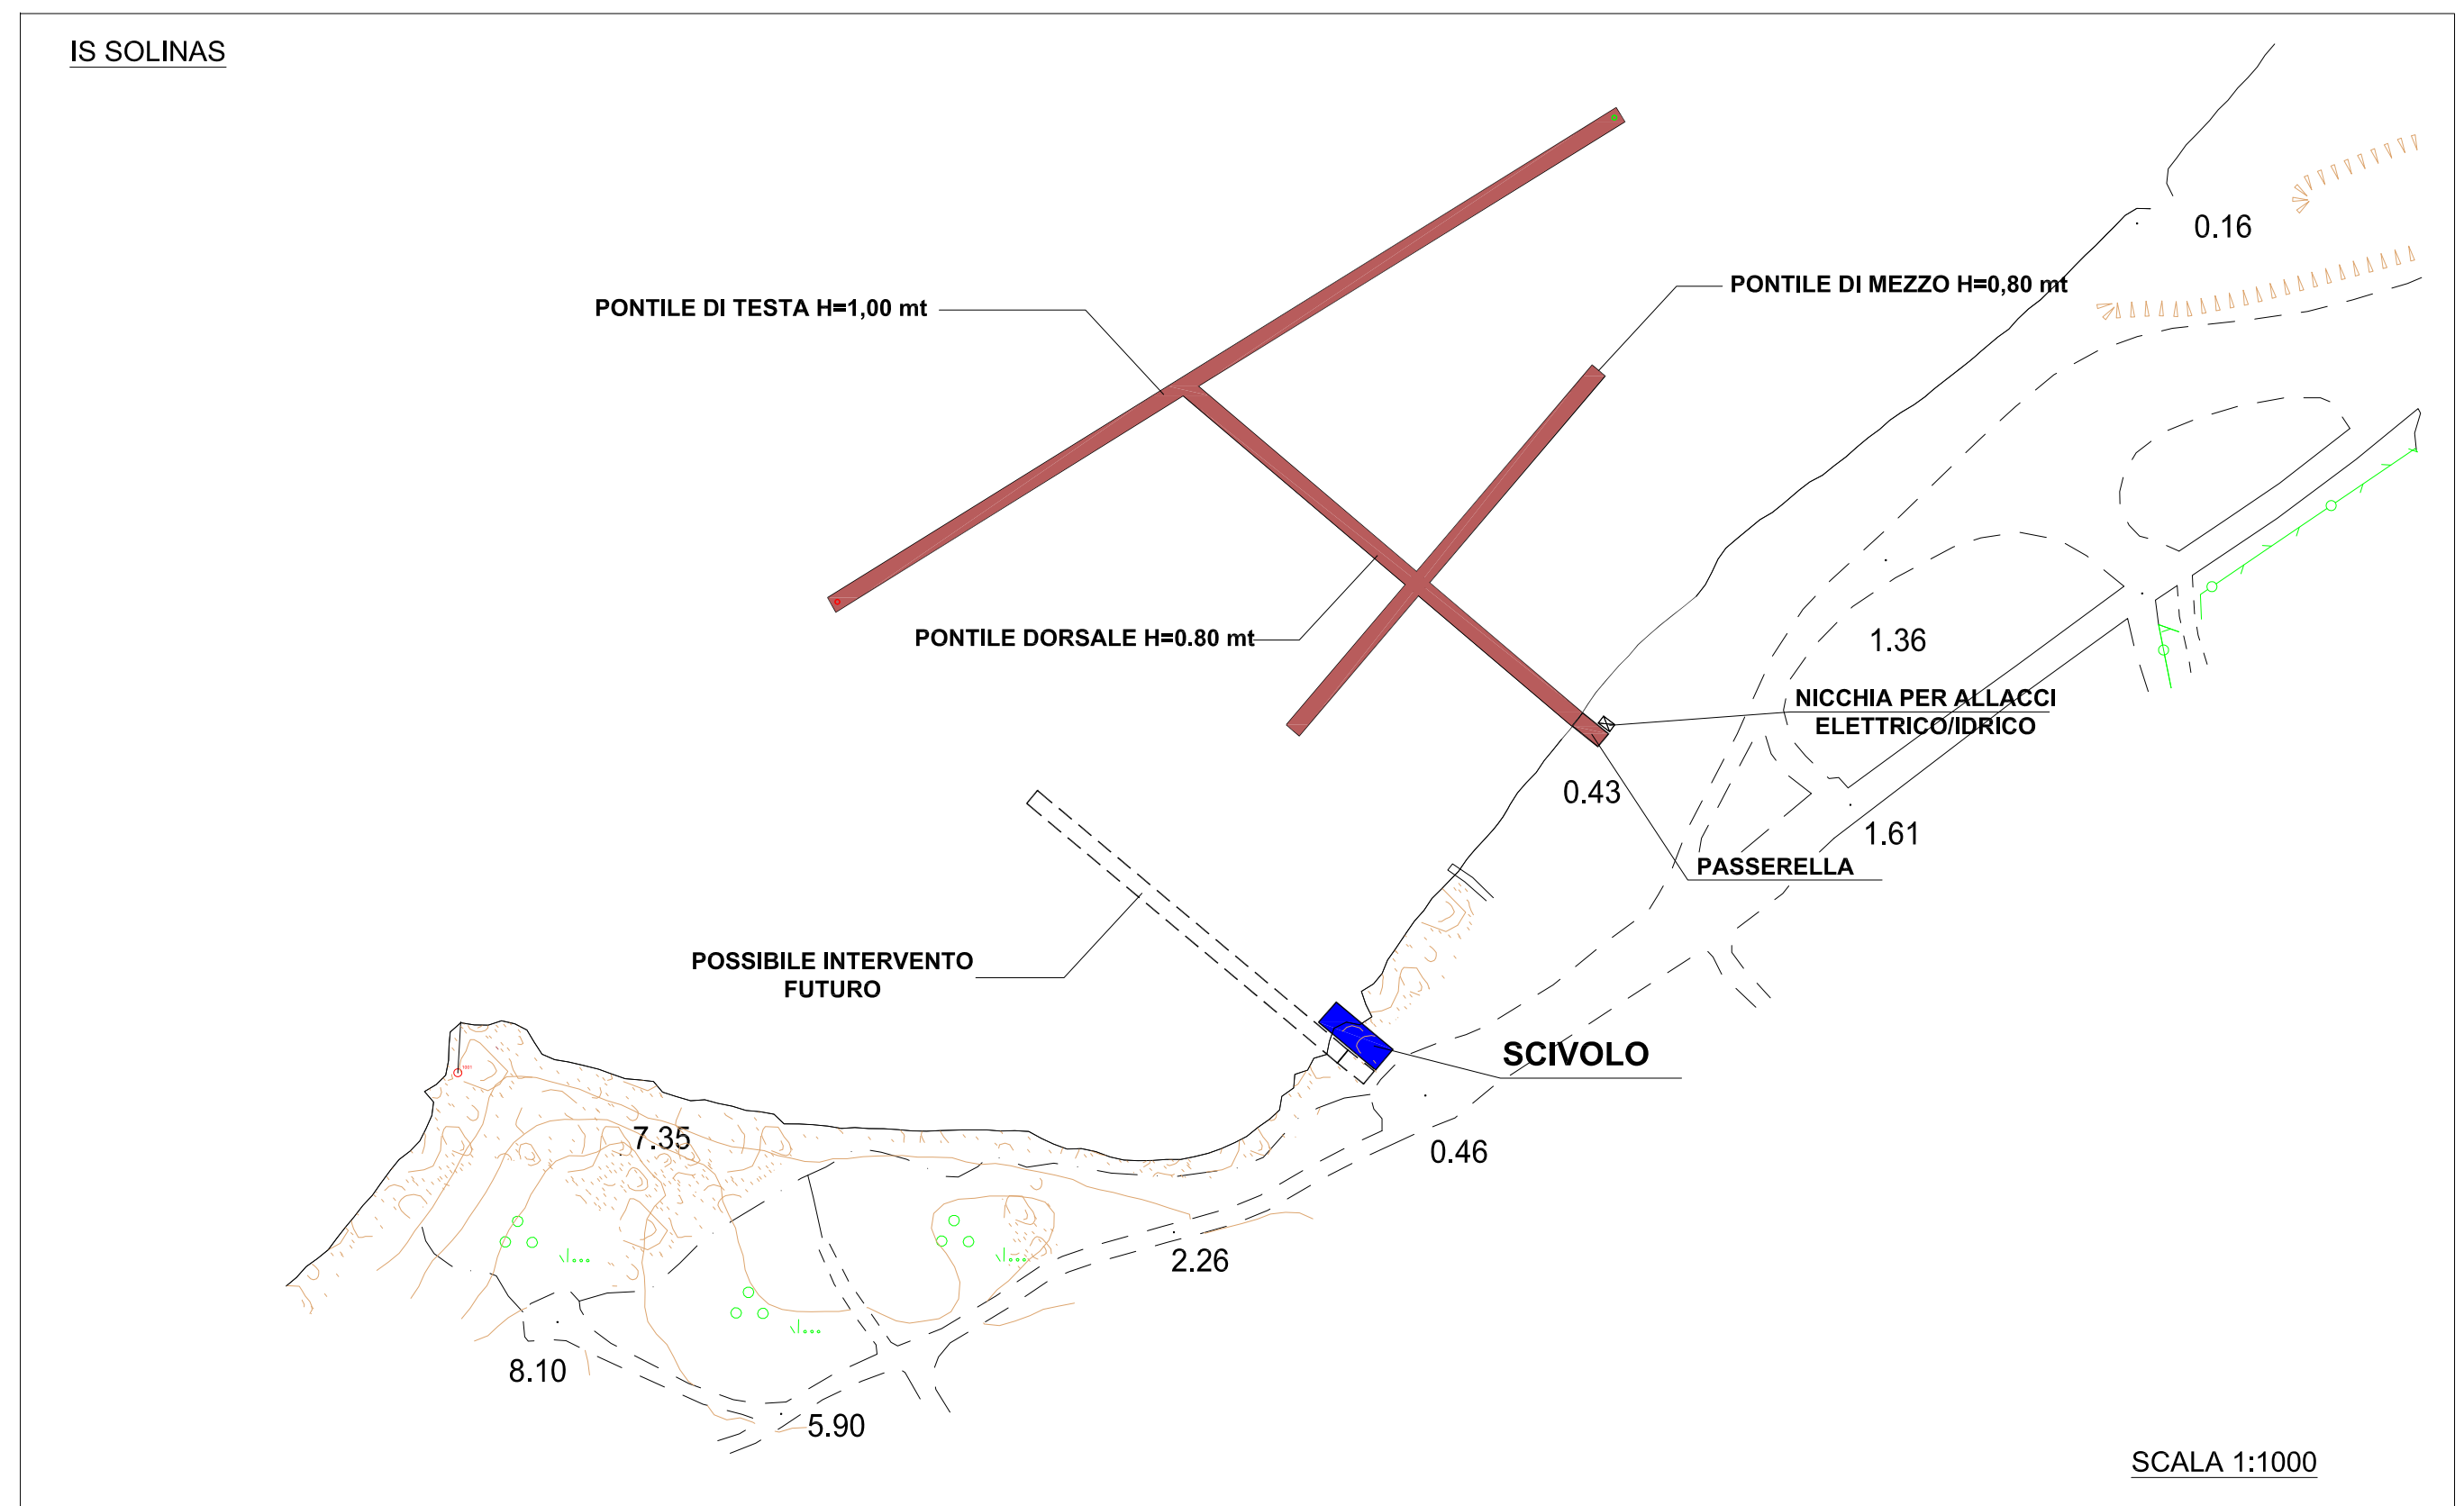 IS SOLINAS
0.16
PONTILE DI MEZZO H=0,80 mt
PONTILE DI TESTA H=1,00 mt
PONTILE DORSALE H=0.80 mt
1.36
NICCHIA PER ALLACCI
ELETTRICO/IDRICO
0.43
1.61
PASSERELLA
POSSIBILE INTERVENTO
FUTURO
SCIVOLO
7.35
0.46
2.26
8.10
5.90
SCALA 1:1000